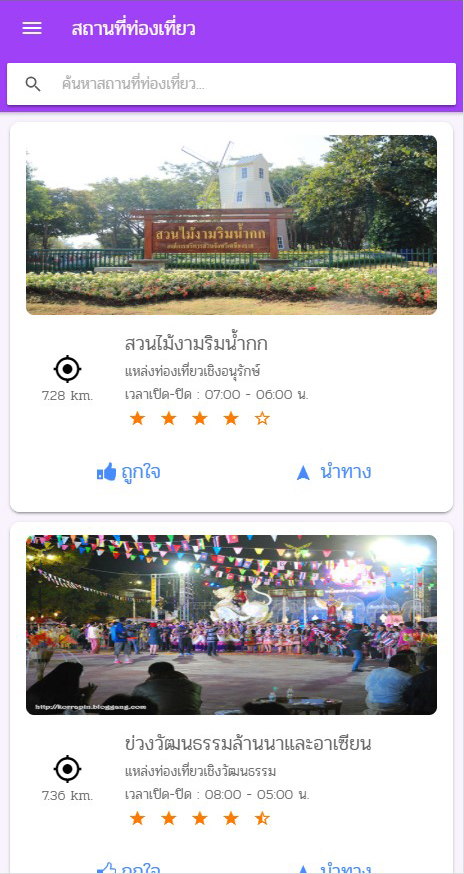 สถานที่ท่องเที่ยว
ค้นหาสถานที่ท่องเที่ยว...
สวนไม้งามริมน้ำกก
สวนไม้งามริมน้ำกก
แหล่งท่องเที่ยวเชิงอนุรักษ์
7.28 km.
เวลาเปิด-ปิด : 07:00 - 06:00 น.
ถูกใจ
นำทาง
http://korrapin.bloggang.com
ข่วงวัฒนธรรมล้านนาและอาเซียน
แหล่งท่องเที่ยวเชิงวัฒนธรรม
7.36 km.
เวลาเปิด-ปิด : 08:00 - 05:00 น.
ถูกใจ
นำทาง